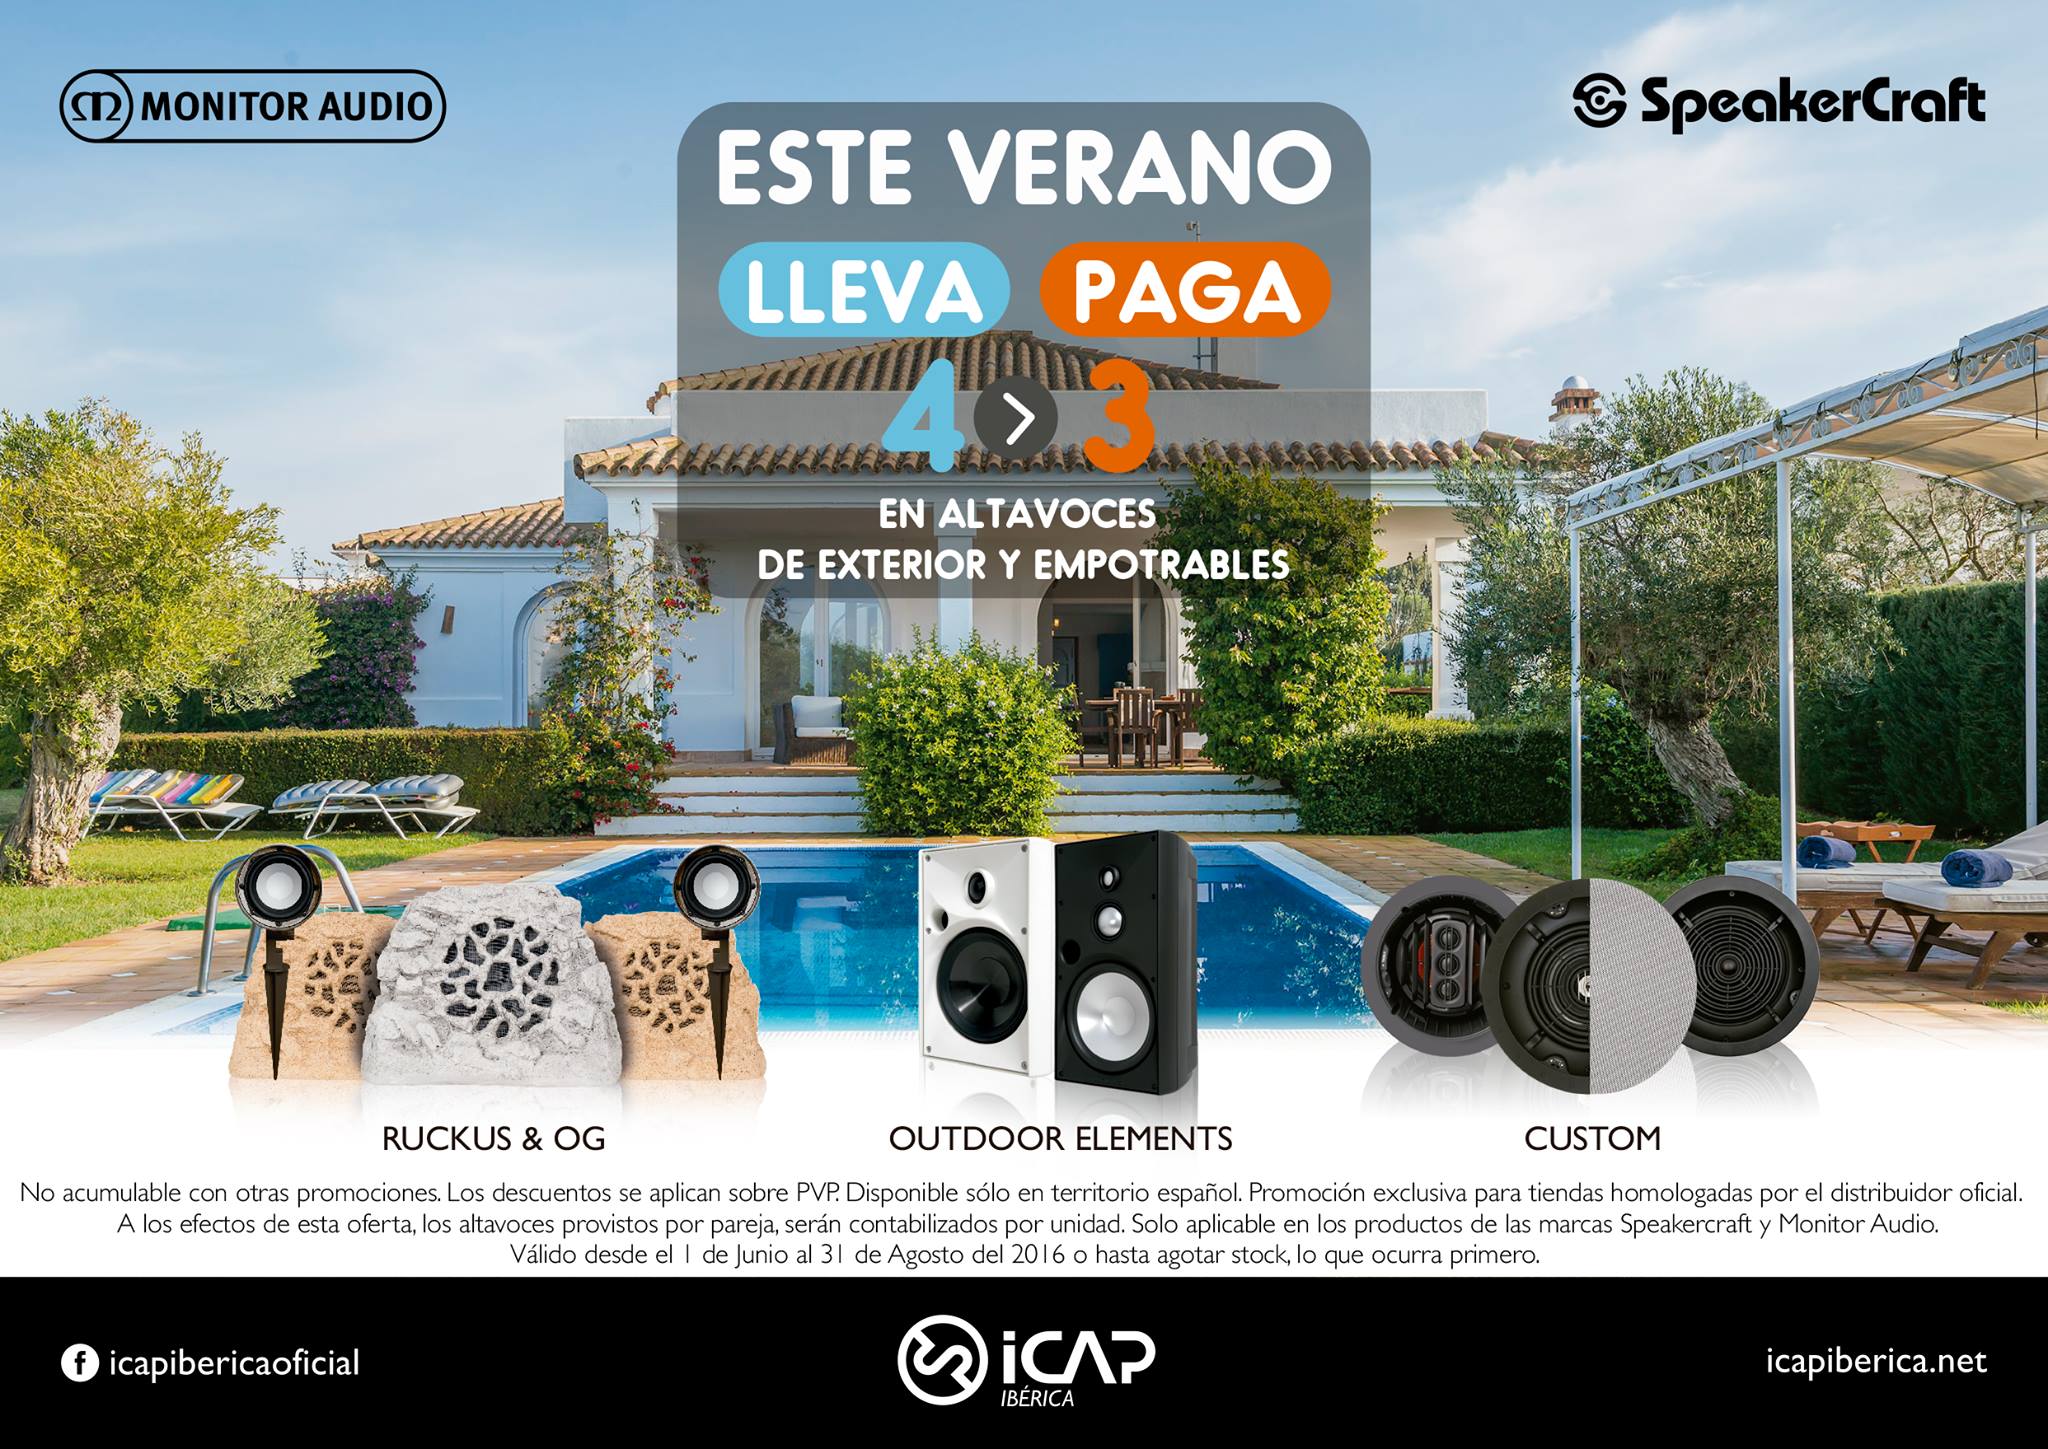 MONITOR AUDIO
SpeakerCraft
ESTE VERANO
LLEVA PAGA
4 > 3
EN ALTAVOCES
DE EXTERIOR Y EMPOTRABLES
RUCKUS & OG
OUTDOOR ELEMENTS
CUSTOM
No acumulable con otras promociones. Los descuentos se aplican sobre PVP. Disponible sólo en territorio español. Promoción exclusiva para tiendas homologadas por el distribuidor oficial.
A los efectos de esta oferta, los altavoces provistos por pareja, serán contabilizados por unidad. Solo aplicable en los productos de las marcas Speakercraft y Monitor Audio.
Válido desde el 1 de Junio al 31 de Agosto del 2016 o hasta agotar stock, lo que ocurra primero.
f icapibericaoficial
iCAP
IBÉRICA
icapiberica.net